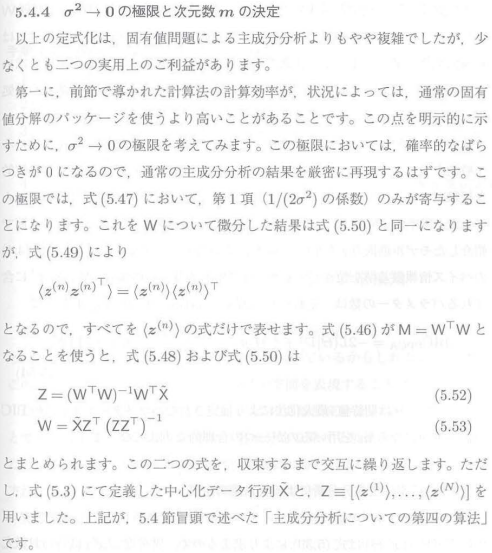 5.4.4 σ² → 0 の極限と次元数 m の決定
以上の定式化は，固有値問題による主成分分析よりもやや複雑でしたが，少
なくとも二つの実用上のご利益があります。
第一に，前節で導かれた計算法の計算効率が，状況によっては，通常の固有
値分解のパッケージを使うより高いことがあることです。この点を明示的に示
すために，σ² → 0 の極限を考えてみます。この極限においては，確率的なばら
つきが 0 になるので，通常の主成分分析の結果を厳密に再現するはずです。こ
の極限では，式 (5.47) において，第 1 項（1/(2σ²) の係数）のみが寄与するこ
とになります。これを W について微分した結果は式 (5.50) と同一になります
が，式 (5.49) により
⟨z⁽ⁿ⁾z⁽ⁿ⁾⊤⟩ = ⟨z⁽ⁿ⁾⟩⟨z⁽ⁿ⁾⟩⊤
となるので，すべてを ⟨z⁽ⁿ⁾⟩ の式だけで表せます。式 (5.46) が M = W⊤W と
なることを使うと，式 (5.48) および式 (5.50) は
Z = (W⊤W)⁻¹W⊤X̃ (5.52)
W = X̃Z⊤ (ZZ⊤)⁻¹ (5.53)
とまとめられます。この二つの式を，収束するまで交互に繰り返します。ただ
し，式 (5.3) にて定義した中心化データ行列 X̃ と，Z ≡ [⟨z⁽¹⁾⟩, . . . , ⟨z⁽ᴺ⁾⟩] を
用いました。上記が，5.4 節冒頭で述べた「主成分分析についての第四の算法」
です。